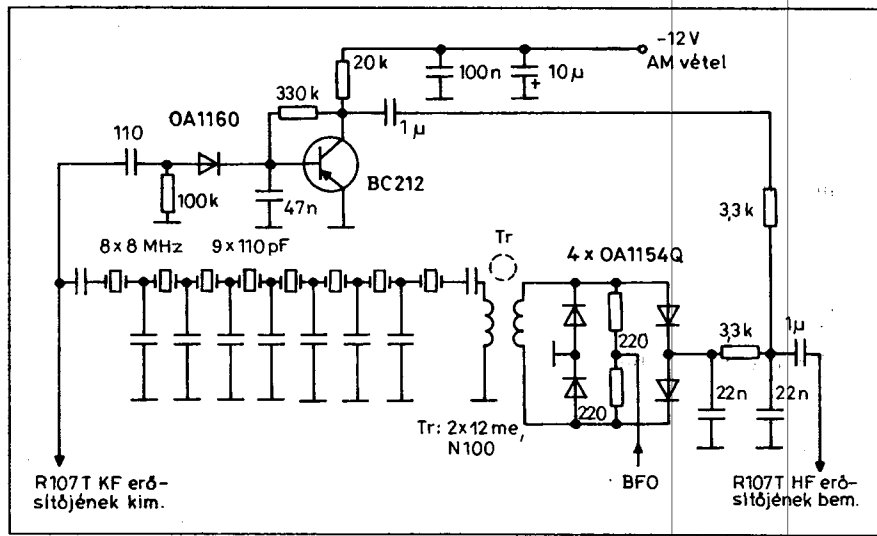 -12V
AM vétel
20k
100n
10µ
+
330k
OA1160
1µ
110
BC212
100k
47n
3,3k
8x8 MHz
9x110pF
Tr
4 x OA1154Q
220
3,3k
1µ
220
22n
22n
Tr: 2x12 me,
N100
R107T KF erő-
sítőjének kim.
BFO
R107T HF erő-
sítőjének bem.